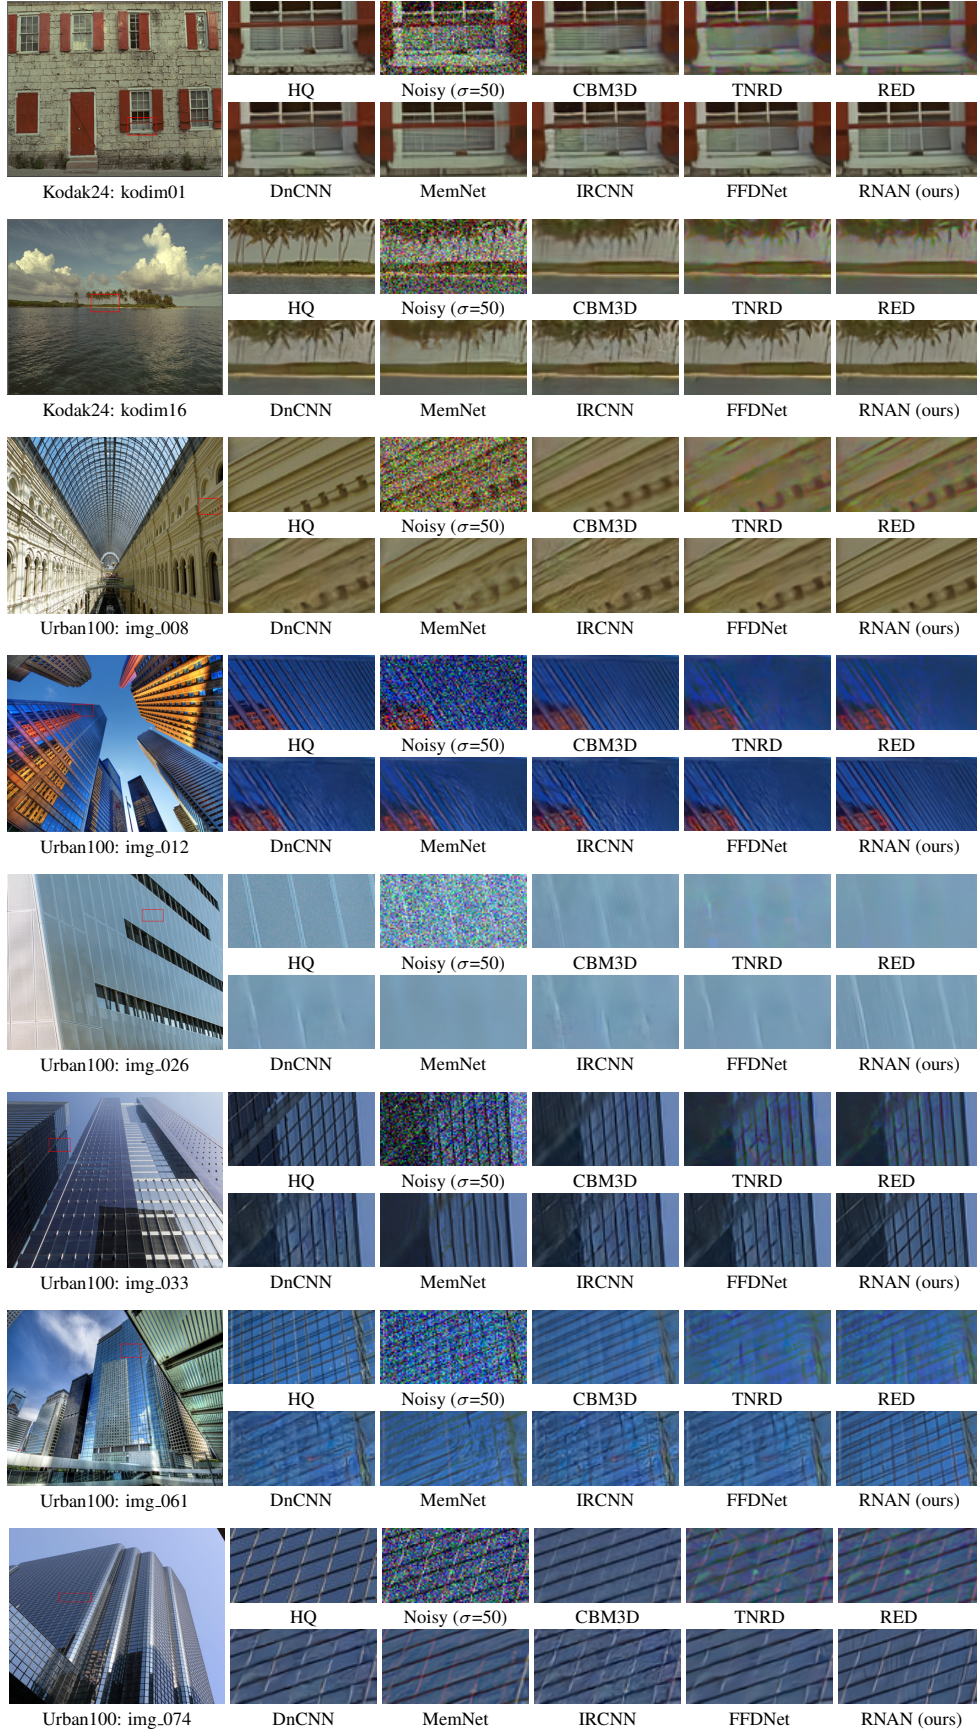 HQ Noisy (σ=50) CBM3D TNRD RED
DnCNN MemNet IRCNN FFDNet RNAN (ours)
Kodak24: kodim01
HQ Noisy (σ=50) CBM3D TNRD RED
DnCNN MemNet IRCNN FFDNet RNAN (ours)
Kodak24: kodim16
HQ Noisy (σ=50) CBM3D TNRD RED
DnCNN MemNet IRCNN FFDNet RNAN (ours)
Urban100: img_008
HQ Noisy (σ=50) CBM3D TNRD RED
DnCNN MemNet IRCNN FFDNet RNAN (ours)
Urban100: img_012
HQ Noisy (σ=50) CBM3D TNRD RED
DnCNN MemNet IRCNN FFDNet RNAN (ours)
Urban100: img_026
HQ Noisy (σ=50) CBM3D TNRD RED
DnCNN MemNet IRCNN FFDNet RNAN (ours)
Urban100: img_033
HQ Noisy (σ=50) CBM3D TNRD RED
DnCNN MemNet IRCNN FFDNet RNAN (ours)
Urban100: img_061
HQ Noisy (σ=50) CBM3D TNRD RED
DnCNN MemNet IRCNN FFDNet RNAN (ours)
Urban100: img_074